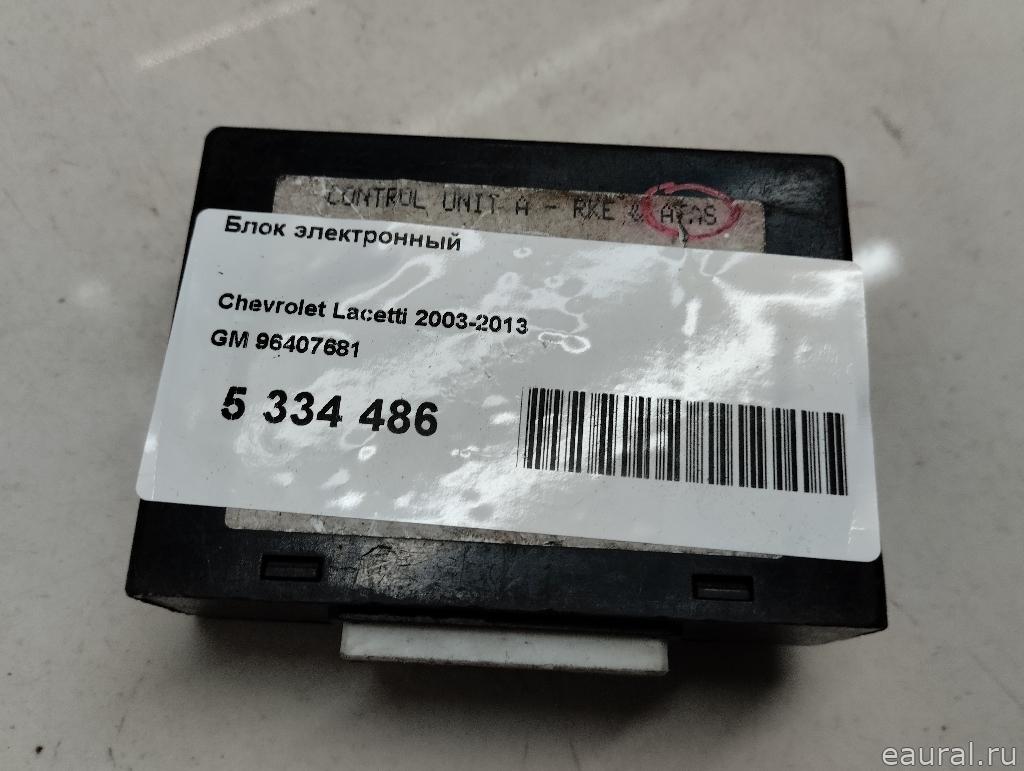 CONTROL UNIT A - RKE & ATAS
Блок электронный
Chevrolet Lacetti 2003-2013
GM 96407681
5 334 486
eaural.ru